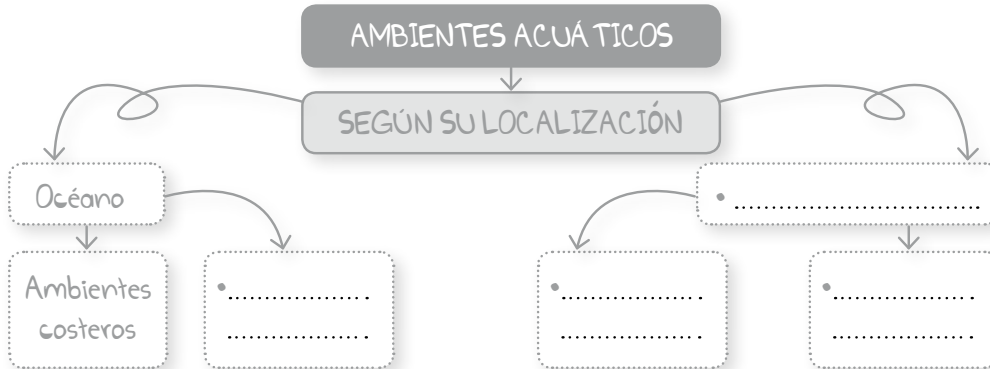 AMBIENTES ACUÁTICOS
SEGÚN SU LOCALIZACIÓN
Océano
Ambientes
costeros